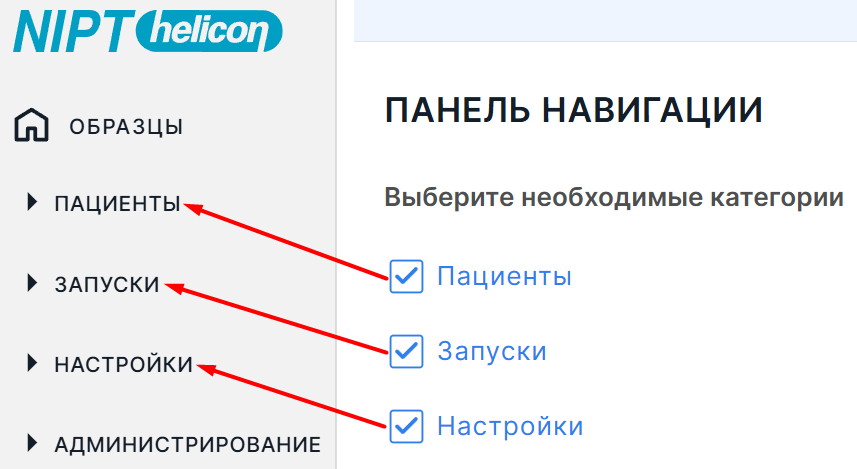 NIPT helicon
ОБРАЗЦЫ
ПАЦИЕНТЫ
ЗАПУСКИ
НАСТРОЙКИ
АДМИНИСТРИРОВАНИЕ
ПАНЕЛЬ НАВИГАЦИИ
Выберите необходимые категории
Пациенты
Запуски
Настройки